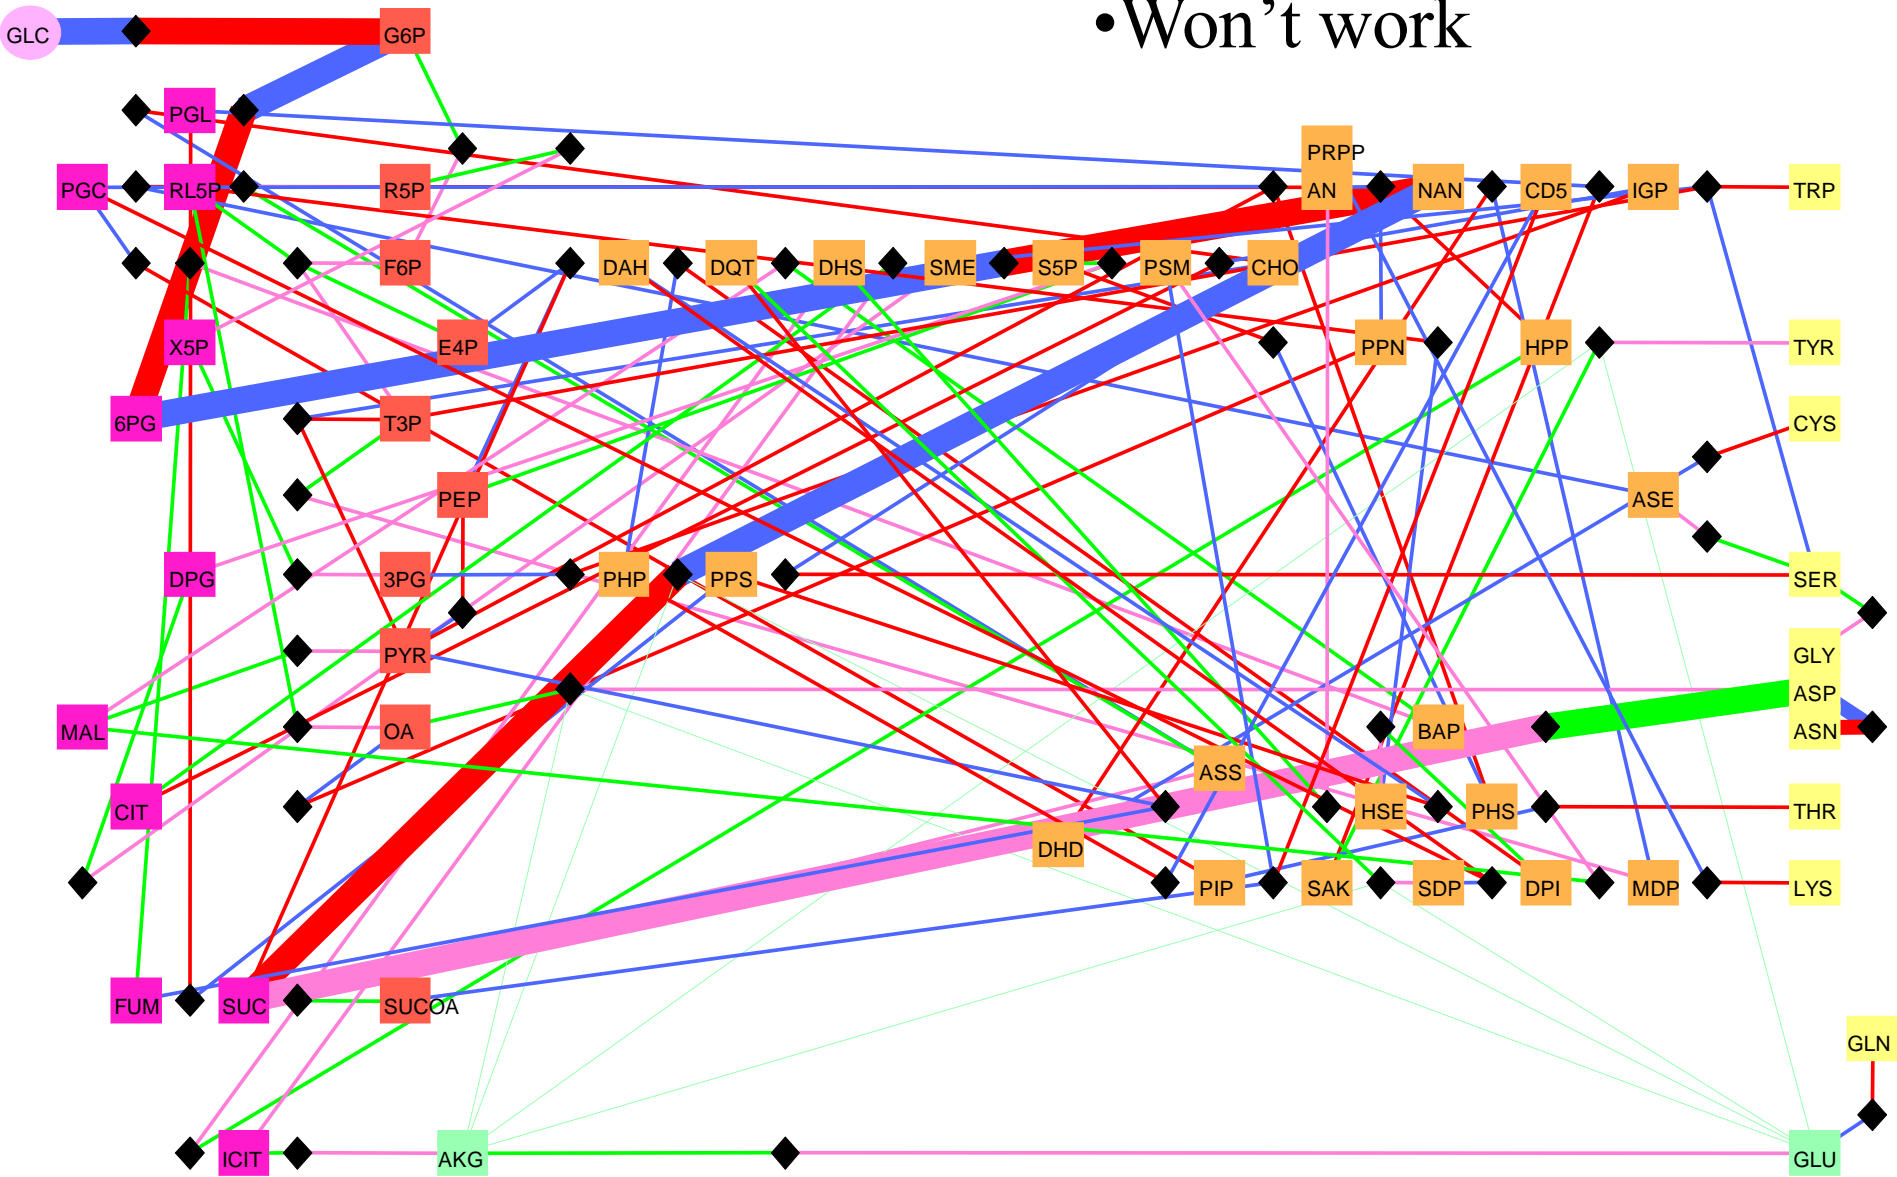 •Won’t work
GLC
G6P
PGL
PRPP
PGC
RL5P
R5P
AN
NAN
CD5
IGP
TRP
F6P
DAH
DQT
DHS
SME
S5P
PSM
CHO
X5P
E4P
PPN
HPP
TYR
6PG
T3P
CYS
PEP
ASE
DPG
3PG
PHP
PPS
SER
PYR
GLY
ASP
MAL
OA
BAP
ASN
ASS
CIT
HSE
PHS
THR
DHD
PIP
SAK
SDP
DPI
MDP
LYS
FUM
SUC
SUCOA
GLN
ICIT
AKG
GLU